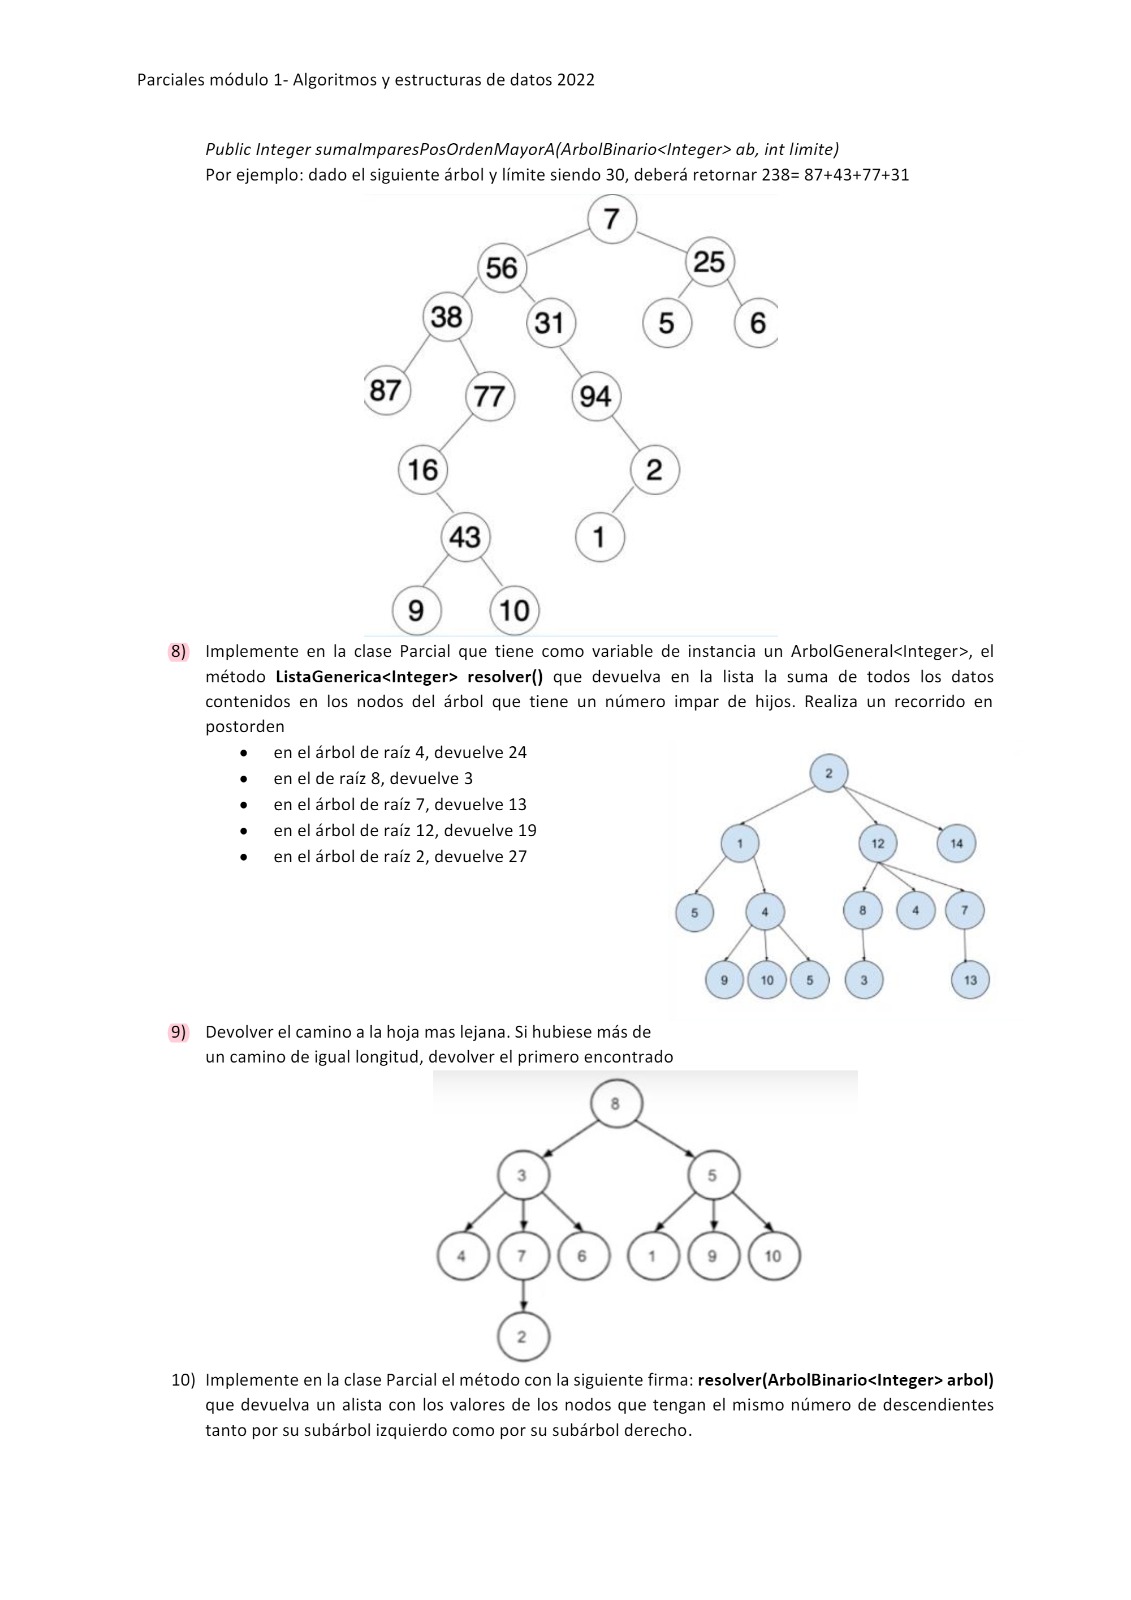 Parciales módulo 1- Algoritmos y estructuras de datos 2022
Public Integer sumaImparesPosOrdenMayorA(ArbolBinario<Integer> ab, int limite)
Por ejemplo: dado el siguiente árbol y límite siendo 30, deberá retornar 238= 87+43+77+31
7
56
25
38
31
5
6
87
77
94
16
2
43
1
9
10
8) Implemente en la clase Parcial que tiene como variable de instancia un ArbolGeneral<Integer>, el
método ListaGenerica<Integer> resolver() que devuelva en la lista la suma de todos los datos
contenidos en los nodos del árbol que tiene un número impar de hijos. Realiza un recorrido en
postorden
• en el árbol de raíz 4, devuelve 24
• en el de raíz 8, devuelve 3
• en el árbol de raíz 7, devuelve 13
• en el árbol de raíz 12, devuelve 19
• en el árbol de raíz 2, devuelve 27
2
1
12
14
5
4
8
4
7
9
10
5
3
13
9) Devolver el camino a la hoja mas lejana. Si hubiese más de
un camino de igual longitud, devolver el primero encontrado
8
3
5
4
7
6
1
9
10
2
10) Implemente en la clase Parcial el método con la siguiente firma: resolver(ArbolBinario<Integer> arbol)
que devuelva un alista con los valores de los nodos que tengan el mismo número de descendientes
tanto por su subárbol izquierdo como por su subárbol derecho.